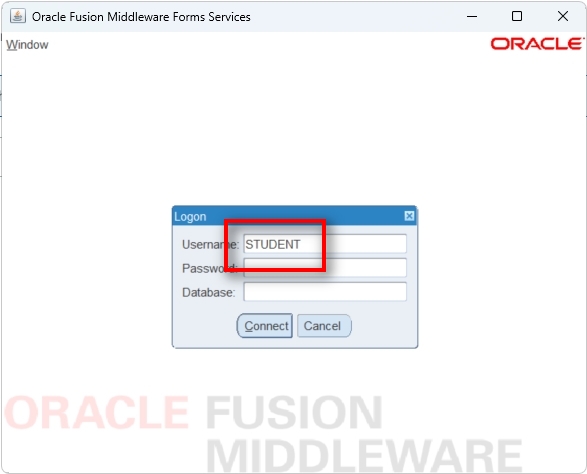 Oracle Fusion Middleware Forms Services
Window
ORACLE
Logon
Username: STUDENT
Password:
Database:
Connect Cancel
ORACLE FUSION
MIDDLEWARE